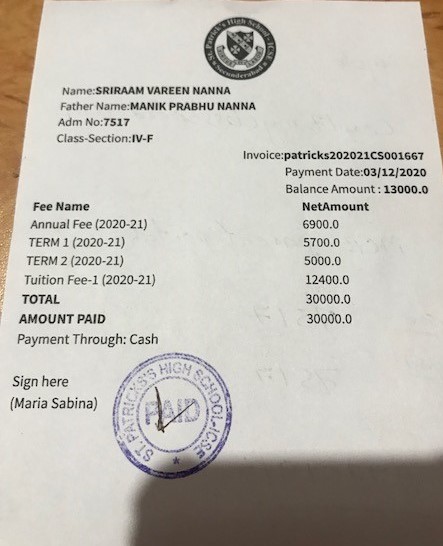 St. Patrick's High School - ICSE
Secunderabad
Name:SRIRAAM VAREEN NANNA
Father Name:MANIK PRABHU NANNA
Adm No:7517
Class-Section:IV-F
Invoice:patricks202021CS001667
Payment Date:03/12/2020
Balance Amount : 13000.0
Fee Name NetAmount
Annual Fee (2020-21) 6900.0
TERM 1 (2020-21) 5700.0
TERM 2 (2020-21) 5000.0
Tuition Fee-1 (2020-21) 12400.0
TOTAL 30000.0
AMOUNT PAID 30000.0
Payment Through: Cash
Sign here
(Maria Sabina)
ST. PATRICKS'S HIGH SCHOOL-ICSE
PAID